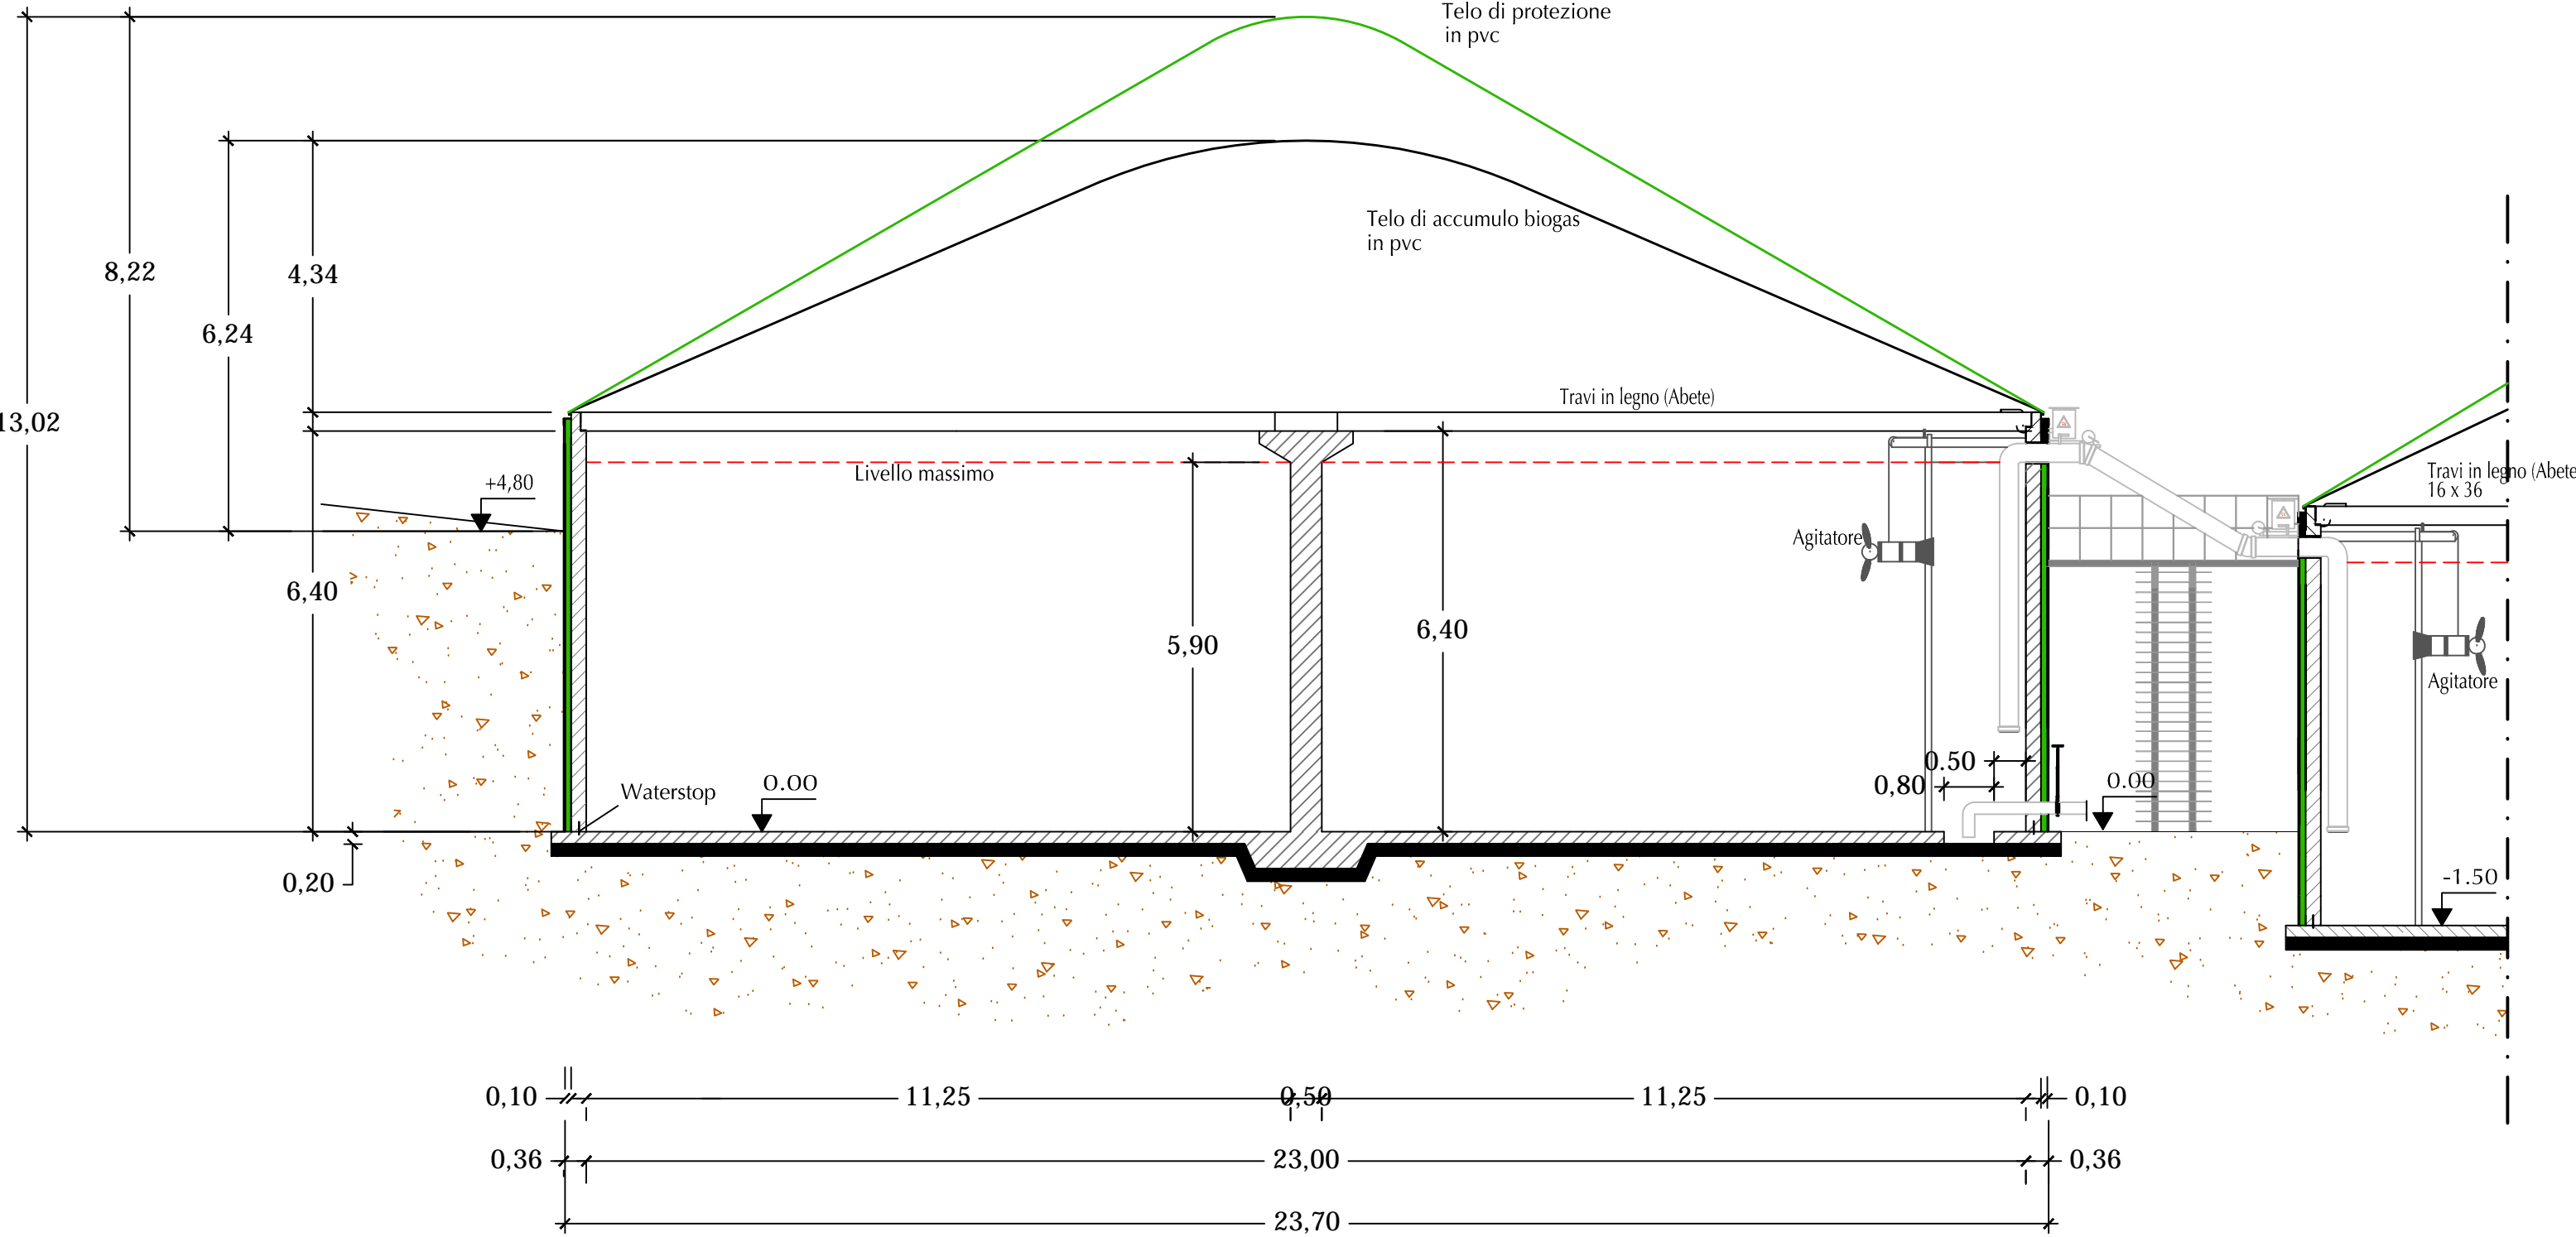 Telo di protezione
in pvc
Telo di accumulo biogas
in pvc
8,22
4,34
6,24
13,02
Travi in legno (Abete)
Livello massimo
+4,80
Travi in legno (Abete
16 x 36
Agitatore
6,40
5,90
6,40
Agitatore
0.50
0,80
Waterstop
0.00
0.00
0,20
-1.50
0,10
11,25
0,50
11,25
0,10
0,36
23,00
0,36
23,70